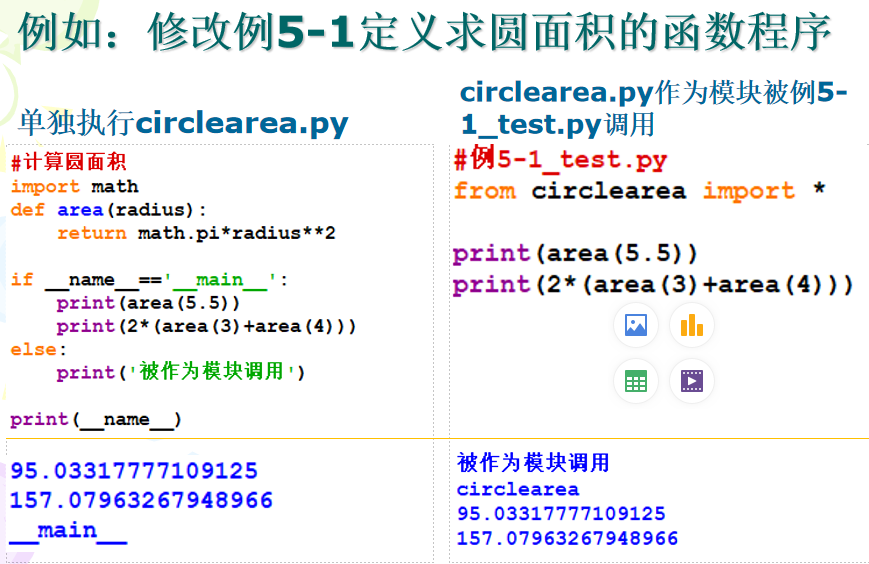 例如：修改例5-1定义求圆面积的函数程序
单独执行circlearea.py
#计算圆面积
import math
def area(radius):
    return math.pi*radius**2
if __name__=='__main__':
    print(area(5.5))
    print(2*(area(3)+area(4)))
else:
    print('被作为模块调用')
print(__name__)
95.03317777109125
157.07963267948966
__main__
circlearea.py作为模块被例5-
1_test.py调用
#例5-1_test.py
from circlearea import *
print(area(5.5))
print(2*(area(3)+area(4)))
被作为模块调用
circlearea
95.03317777109125
157.07963267948966